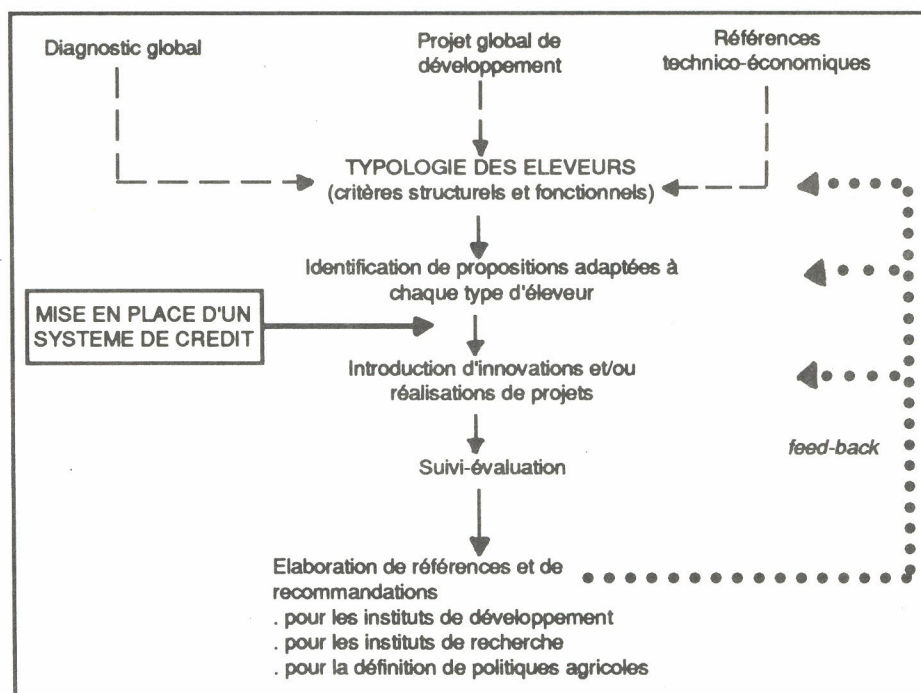 Diagnostic global
Projet global de
développement
Références
technico-économiques
TYPOLOGIE DES ELEVEURS
(critères structurels et fonctionnels)
Identification de propositions adaptées à
chaque type d'éleveur
MISE EN PLACE D'UN
SYSTEME DE CREDIT
Introduction d'innovations et/ou
réalisations de projets
feed-back
Suivi-évaluation
Elaboration de références et de
recommandations
. pour les instituts de développement
. pour les instituts de recherche
. pour la définition de politiques agricoles